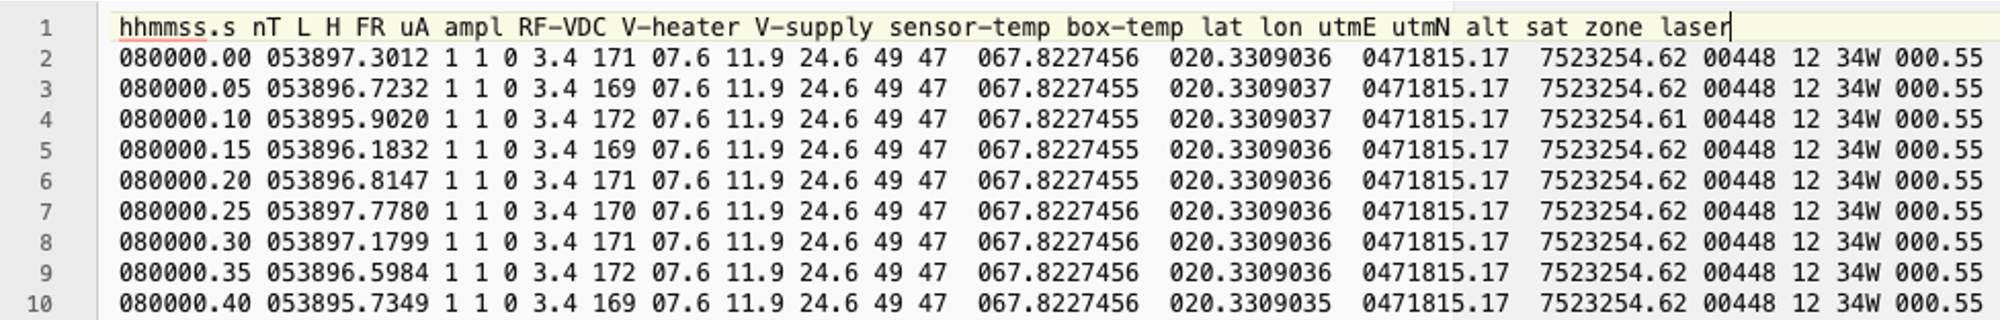 1 hhmmss.s nT L H FR uA ampl RF-VDC V-heater V-supply sensor-temp box-temp lat lon utmE utmN alt sat zone laser
2 080000.00 053897.3012 1 1 0 3.4 171 07.6 11.9 24.6 49 47  067.8227456  020.3309036  0471815.17  7523254.62 00448 12 34W 000.55
3 080000.05 053896.7232 1 1 0 3.4 169 07.6 11.9 24.6 49 47  067.8227455  020.3309037  0471815.17  7523254.62 00448 12 34W 000.55
4 080000.10 053895.9020 1 1 0 3.4 172 07.6 11.9 24.6 49 47  067.8227455  020.3309037  0471815.17  7523254.61 00448 12 34W 000.55
5 080000.15 053896.1832 1 1 0 3.4 169 07.6 11.9 24.6 49 47  067.8227455  020.3309036  0471815.17  7523254.62 00448 12 34W 000.55
6 080000.20 053896.8147 1 1 0 3.4 171 07.6 11.9 24.6 49 47  067.8227455  020.3309036  0471815.17  7523254.62 00448 12 34W 000.55
7 080000.25 053897.7780 1 1 0 3.4 170 07.6 11.9 24.6 49 47  067.8227456  020.3309036  0471815.17  7523254.62 00448 12 34W 000.55
8 080000.30 053897.1799 1 1 0 3.4 171 07.6 11.9 24.6 49 47  067.8227456  020.3309036  0471815.17  7523254.62 00448 12 34W 000.55
9 080000.35 053896.5984 1 1 0 3.4 172 07.6 11.9 24.6 49 47  067.8227456  020.3309036  0471815.17  7523254.62 00448 12 34W 000.55
10 080000.40 053895.7349 1 1 0 3.4 169 07.6 11.9 24.6 49 47  067.8227456  020.3309035  0471815.17  7523254.62 00448 12 34W 000.55